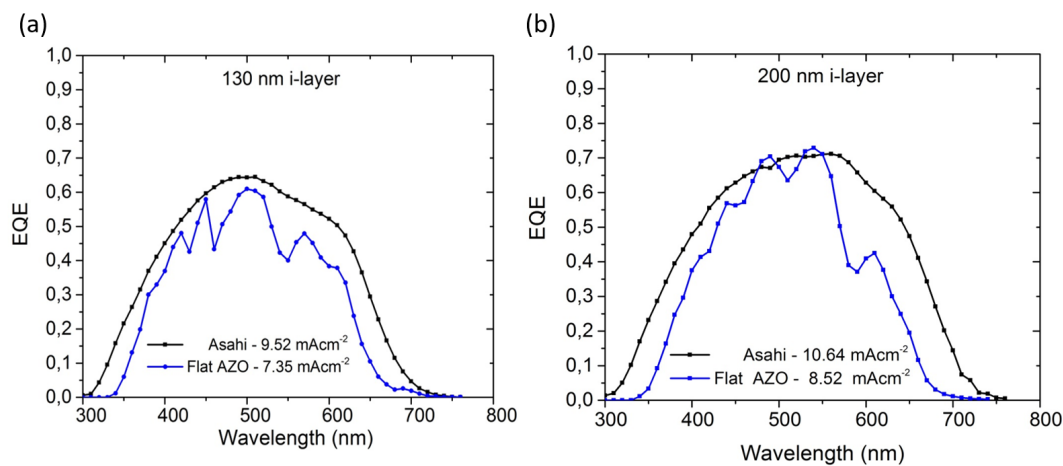 (a)
130 nm i-layer
1,0
0,9
0,8
0,7
0,6
0,5
0,4
0,3
0,2
0,1
0,0
EQE
Asahi - 9.52 mAcm⁻²
Flat AZO - 7.35 mAcm⁻²
300 400 500 600 700 800
Wavelength (nm)
(b)
200 nm i-layer
1,0
0,9
0,8
0,7
0,6
0,5
0,4
0,3
0,2
0,1
0,0
EQE
Asahi - 10.64 mAcm⁻²
Flat AZO - 8.52 mAcm⁻²
300 400 500 600 700 800
Wavelength (nm)